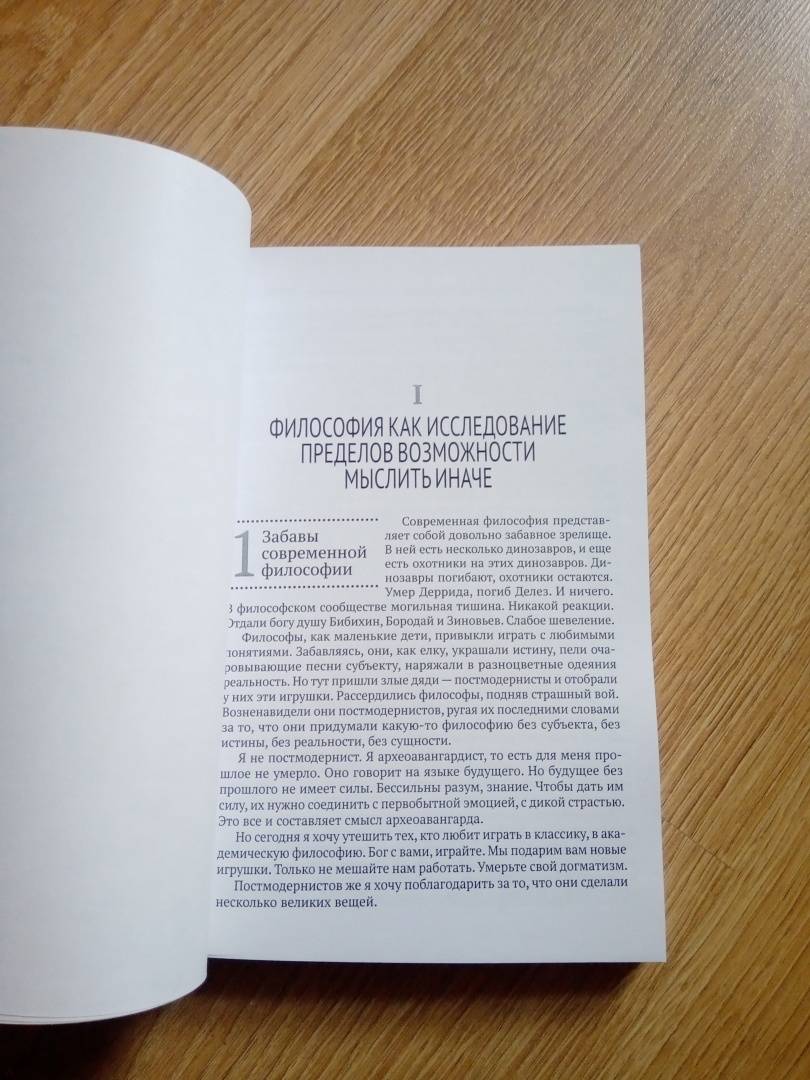 I
ФИЛОСОФИЯ КАК ИССЛЕДОВАНИЕ
ПРЕДЕЛОВ ВОЗМОЖНОСТИ
МЫСЛИТЬ ИНАЧЕ
1
Забавы
современной
философии
Современная философия представ-
ляет собой довольно забавное зрелище.
В ней есть несколько динозавров, и еще
есть охотники на этих динозавров. Ди-
нозавры погибают, охотники остаются.
Умер Деррида, погиб Делез. И ничего.
В философском сообществе могильная тишина. Никакой реакции.
Отдали богу душу Бибихин, Бородай и Зиновьев. Слабое шевеление.
Философы, как маленькие дети, привыкли играть с любимыми
понятиями. Забавляясь, они, как елку, украшали истину, пели оча-
ровывающие песни субъекту, наряжали в разноцветные одеяния
реальность. Но тут пришли злые дяди — постмодернисты и отобрали
у них эти игрушки. Рассердились философы, подняв страшный вой.
Возненавидели они постмодернистов, ругая их последними словами
за то, что они придумали какую-то философию без субъекта, без
истины, без реальности, без сущности.
Я не постмодернист. Я археоавангардист, то есть для меня про-
шлое не умерло. Оно говорит на языке будущего. Но будущее без
прошлого не имеет силы. Бессильны разум, знание. Чтобы дать им
силу, их нужно соединить с первобытной эмоцией, с дикой страстью.
Это все и составляет смысл археоавангарда.
Но сегодня я хочу утешить тех, кто любит играть в классику, в ака-
демическую философию. Бог с вами, играйте. Мы подарим вам новые
игрушки. Только не мешайте нам работать. Умерьте свой догматизм.
Постмодернистов же я хочу поблагодарить за то, что они сделали
несколько великих вещей.